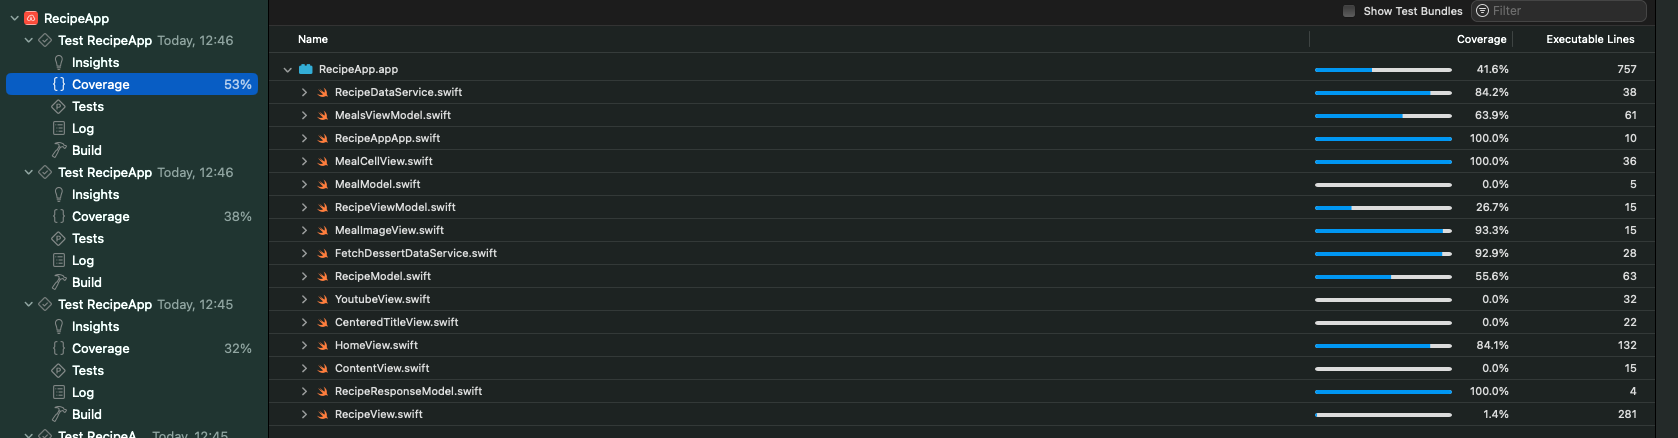 RecipeApp
Test RecipeApp Today, 12:46
Insights
Coverage 53%
Tests
Log
Build
Test RecipeApp Today, 12:46
Insights
Coverage 38%
Tests
Log
Build
Test RecipeApp Today, 12:45
Insights
Coverage 32%
Tests
Log
Build
Test RecipeA... Today, 12:45
Show Test Bundles Filter
Name Coverage Executable Lines
RecipeApp.app 41.6% 757
RecipeDataService.swift 84.2% 38
MealsViewModel.swift 63.9% 61
RecipeAppApp.swift 100.0% 10
MealCellView.swift 100.0% 36
MealModel.swift 0.0% 5
RecipeViewModel.swift 26.7% 15
MealImageView.swift 93.3% 15
FetchDessertDataService.swift 92.9% 28
RecipeModel.swift 55.6% 63
YoutubeView.swift 0.0% 32
CenteredTitleView.swift 0.0% 22
HomeView.swift 84.1% 132
ContentView.swift 0.0% 15
RecipeResponseModel.swift 100.0% 4
RecipeView.swift 1.4% 281